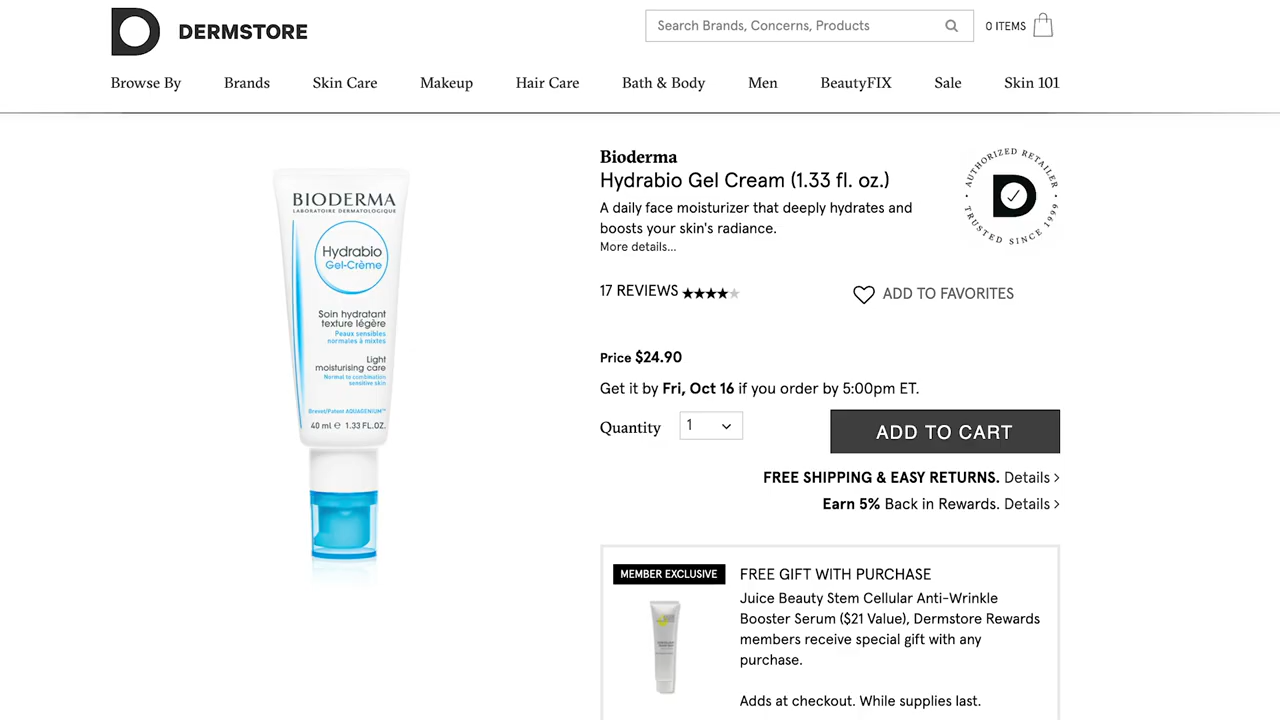 DERMSTORE
Search Brands, Concerns, Products
0 ITEMS
Browse By
Brands
Skin Care
Makeup
Hair Care
Bath & Body
Men
BeautyFIX
Sale
Skin 101
BIODERMA
LABORATOIRE DERMATOLOGIQUE
Hydrabio
Gel-Crème
Soin hydratant
texture légère
Peaux sensibles
normales à mixtes
Light
moisturising care
Normal to combination
sensitive skin
Brevet/Patent AQUAGENIUM™
40 ml ℮ 1.33 FL.OZ.
Bioderma
Hydrabio Gel Cream (1.33 fl. oz.)
A daily face moisturizer that deeply hydrates and
boosts your skin's radiance.
More details...
AUTHORIZED RETAILER
TRUSTED SINCE 1999
17 REVIEWS
ADD TO FAVORITES
Price $24.90
Get it by Fri, Oct 16 if you order by 5:00pm ET.
Quantity
1
ADD TO CART
FREE SHIPPING & EASY RETURNS. Details >
Earn 5% Back in Rewards. Details >
MEMBER EXCLUSIVE
FREE GIFT WITH PURCHASE
Juice Beauty Stem Cellular Anti-Wrinkle
Booster Serum ($21 Value), Dermstore Rewards
members receive special gift with any
purchase.
Adds at checkout. While supplies last.